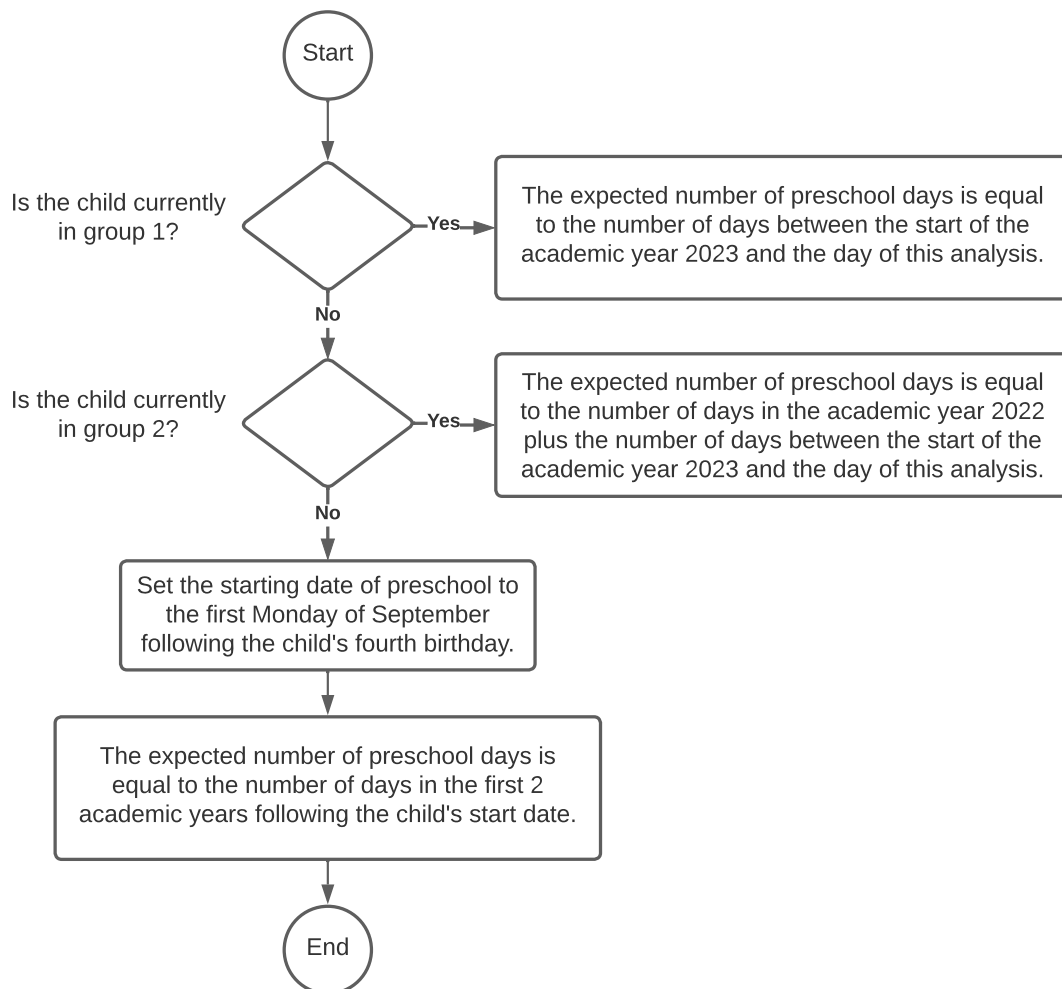 Start
Is the child currently
in group 1?
Yes
The expected number of preschool days is equal
to the number of days between the start of the
academic year 2023 and the day of this analysis.
No
Is the child currently
in group 2?
Yes
The expected number of preschool days is equal
to the number of days in the academic year 2022
plus the number of days between the start of the
academic year 2023 and the day of this analysis.
No
Set the starting date of preschool to
the first Monday of September
following the child's fourth birthday.
The expected number of preschool days is
equal to the number of days in the first 2
academic years following the child's start date.
End